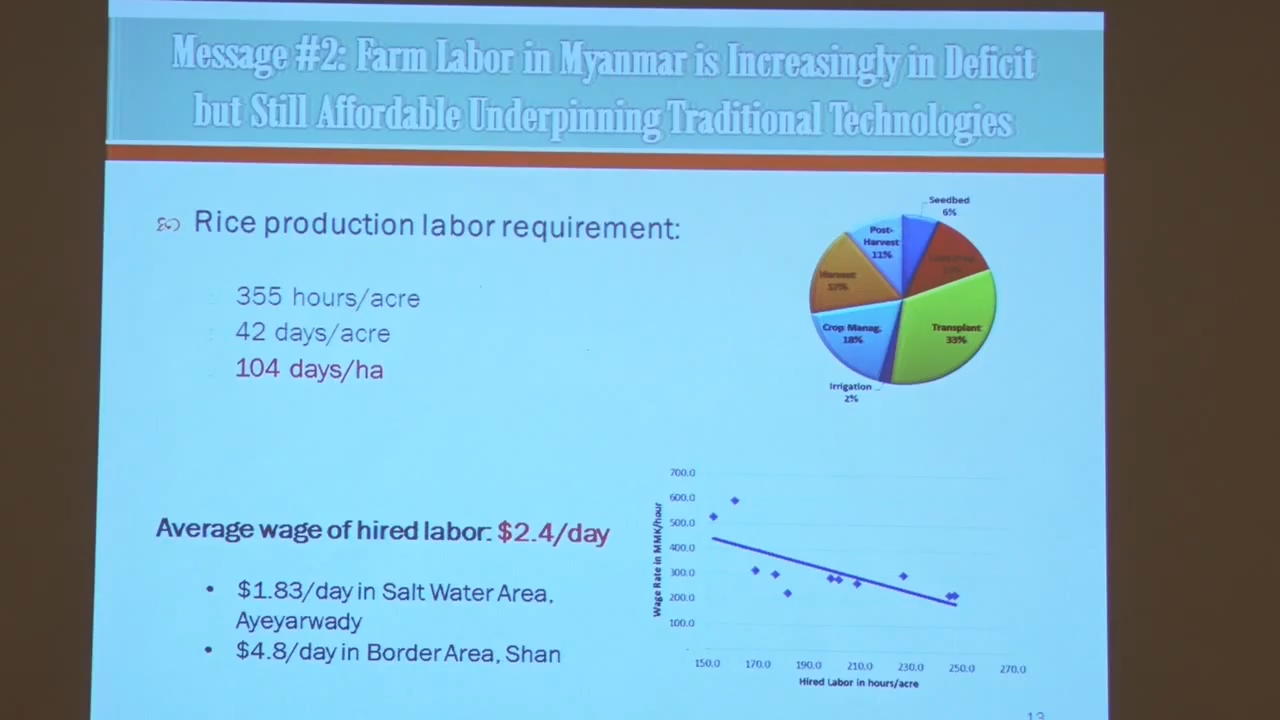 Message #2: Farm Labor in Myanmar is Increasingly in Deficit
but Still Affordable Underpinning Traditional Technologies
Rice production labor requirement:
355 hours/acre
42 days/acre
104 days/ha
Seedbed
6%
Post-
Harvest
11%
Harvest
Transplant
33%
Crop Manag.
18%
Irrigation
2%
Average wage of hired labor: $2.4/day
• $1.83/day in Salt Water Area,
Ayeyarwady
• $4.8/day in Border Area, Shan
Wage Rate in MMK/hour
700.0
600.0
500.0
400.0
300.0
200.0
100.0
-
150.0 170.0 190.0 210.0 230.0 250.0 270.0
Hired Labor in hours/acre
13